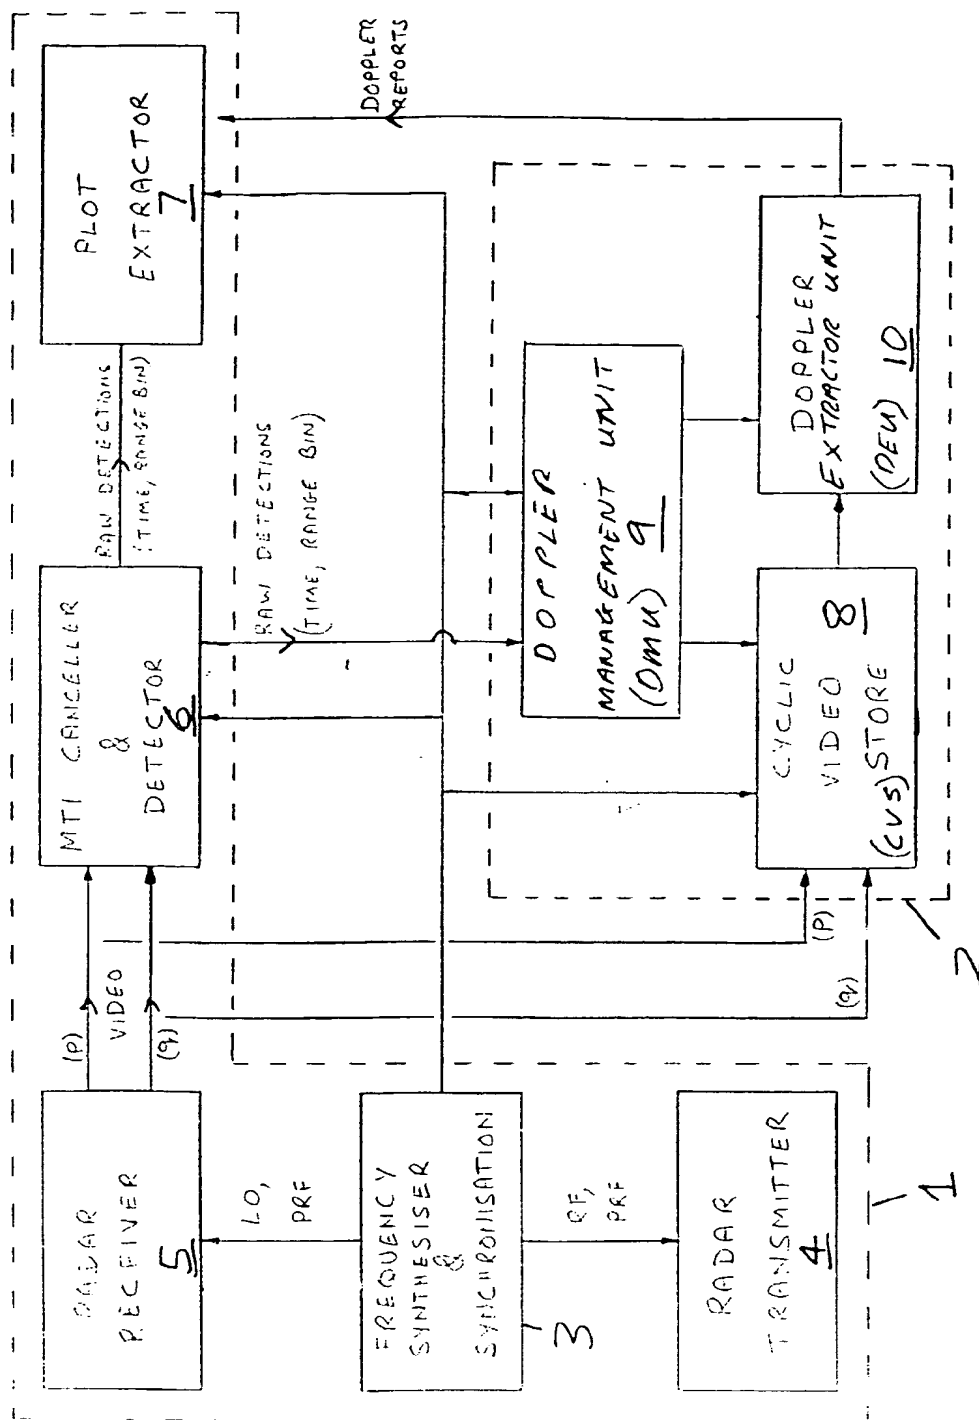 RADAR
RECEIVER
5
(P)
VIDEO
(q)
MTI CANCELLER
&
DETECTOR
6
RAW DETECTIONS
(TIME, RANGE BIN)
PLOT
EXTRACTOR
7
LO,
PRF
FREQUENCY
SYNTHESISER
&
SYNCHRONISATION
3
RF,
PRF
RADAR
TRANSMITTER
4
1
RAW DETECTIONS
(TIME, RANGE BIN)
DOPPLER
REPORTS
DOPPLER
MANAGEMENT UNIT
(DMU) 9
(P)
(q)
CYCLIC
VIDEO 8
(CVS) STORE
DOPPLER
EXTRACTOR UNIT
(DEU) 10
2